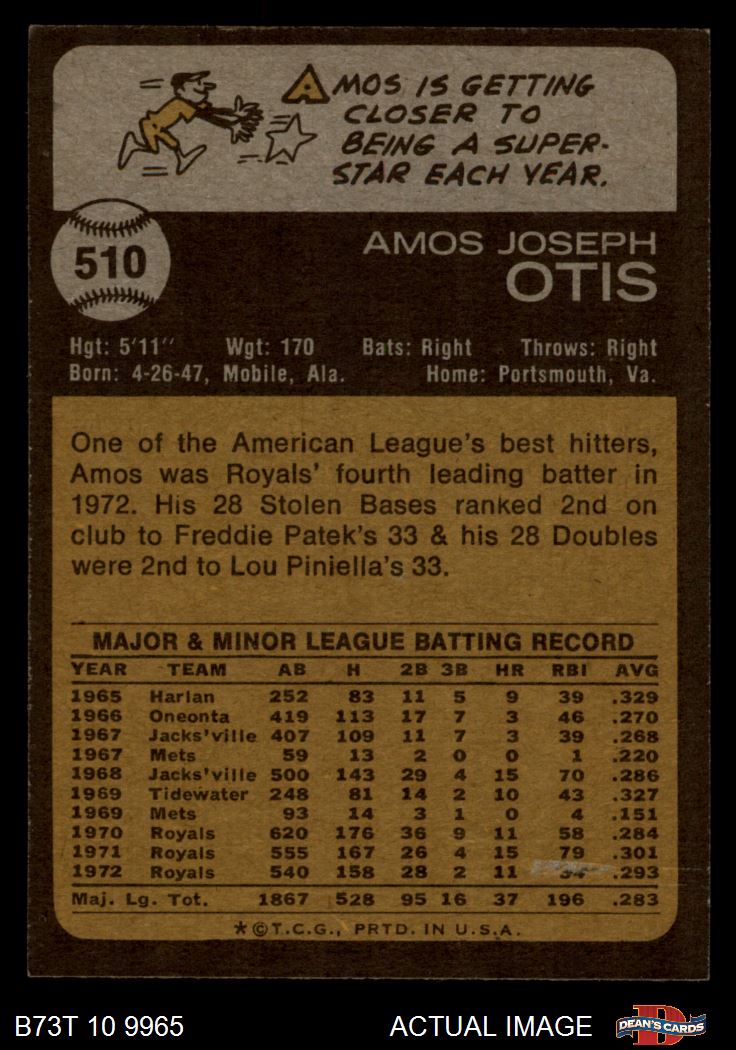 AMOS IS GETTING
CLOSER TO
BEING A SUPER-
STAR EACH YEAR.
510
AMOS JOSEPH
OTIS
Hgt: 5'11" Wgt: 170 Bats: Right Throws: Right
Born: 4-26-47, Mobile, Ala. Home: Portsmouth, Va.
One of the American League's best hitters,
Amos was Royals' fourth leading batter in
1972. His 28 Stolen Bases ranked 2nd on
club to Freddie Patek's 33 & his 28 Doubles
were 2nd to Lou Piniella's 33.
MAJOR & MINOR LEAGUE BATTING RECORD
YEAR TEAM AB H 2B 3B HR RBI AVG
1965 Harlan 252 83 11 5 9 39 .329
1966 Oneonta 419 113 17 7 3 46 .270
1967 Jacks'ville 407 109 11 7 3 39 .268
1967 Mets 59 13 2 0 0 1 .220
1968 Jacks'ville 500 143 29 4 15 70 .286
1969 Tidewater 248 81 14 2 10 43 .327
1969 Mets 93 14 3 1 0 4 .151
1970 Royals 620 176 36 9 11 58 .284
1971 Royals 555 167 26 4 15 79 .301
1972 Royals 540 158 28 2 11 54 .293
Maj. Lg. Tot. 1867 528 95 16 37 196 .283
*©T.C.G., PRTD. IN U.S.A.
B73T 10 9965 ACTUAL IMAGE
D
DEAN'S CARDS